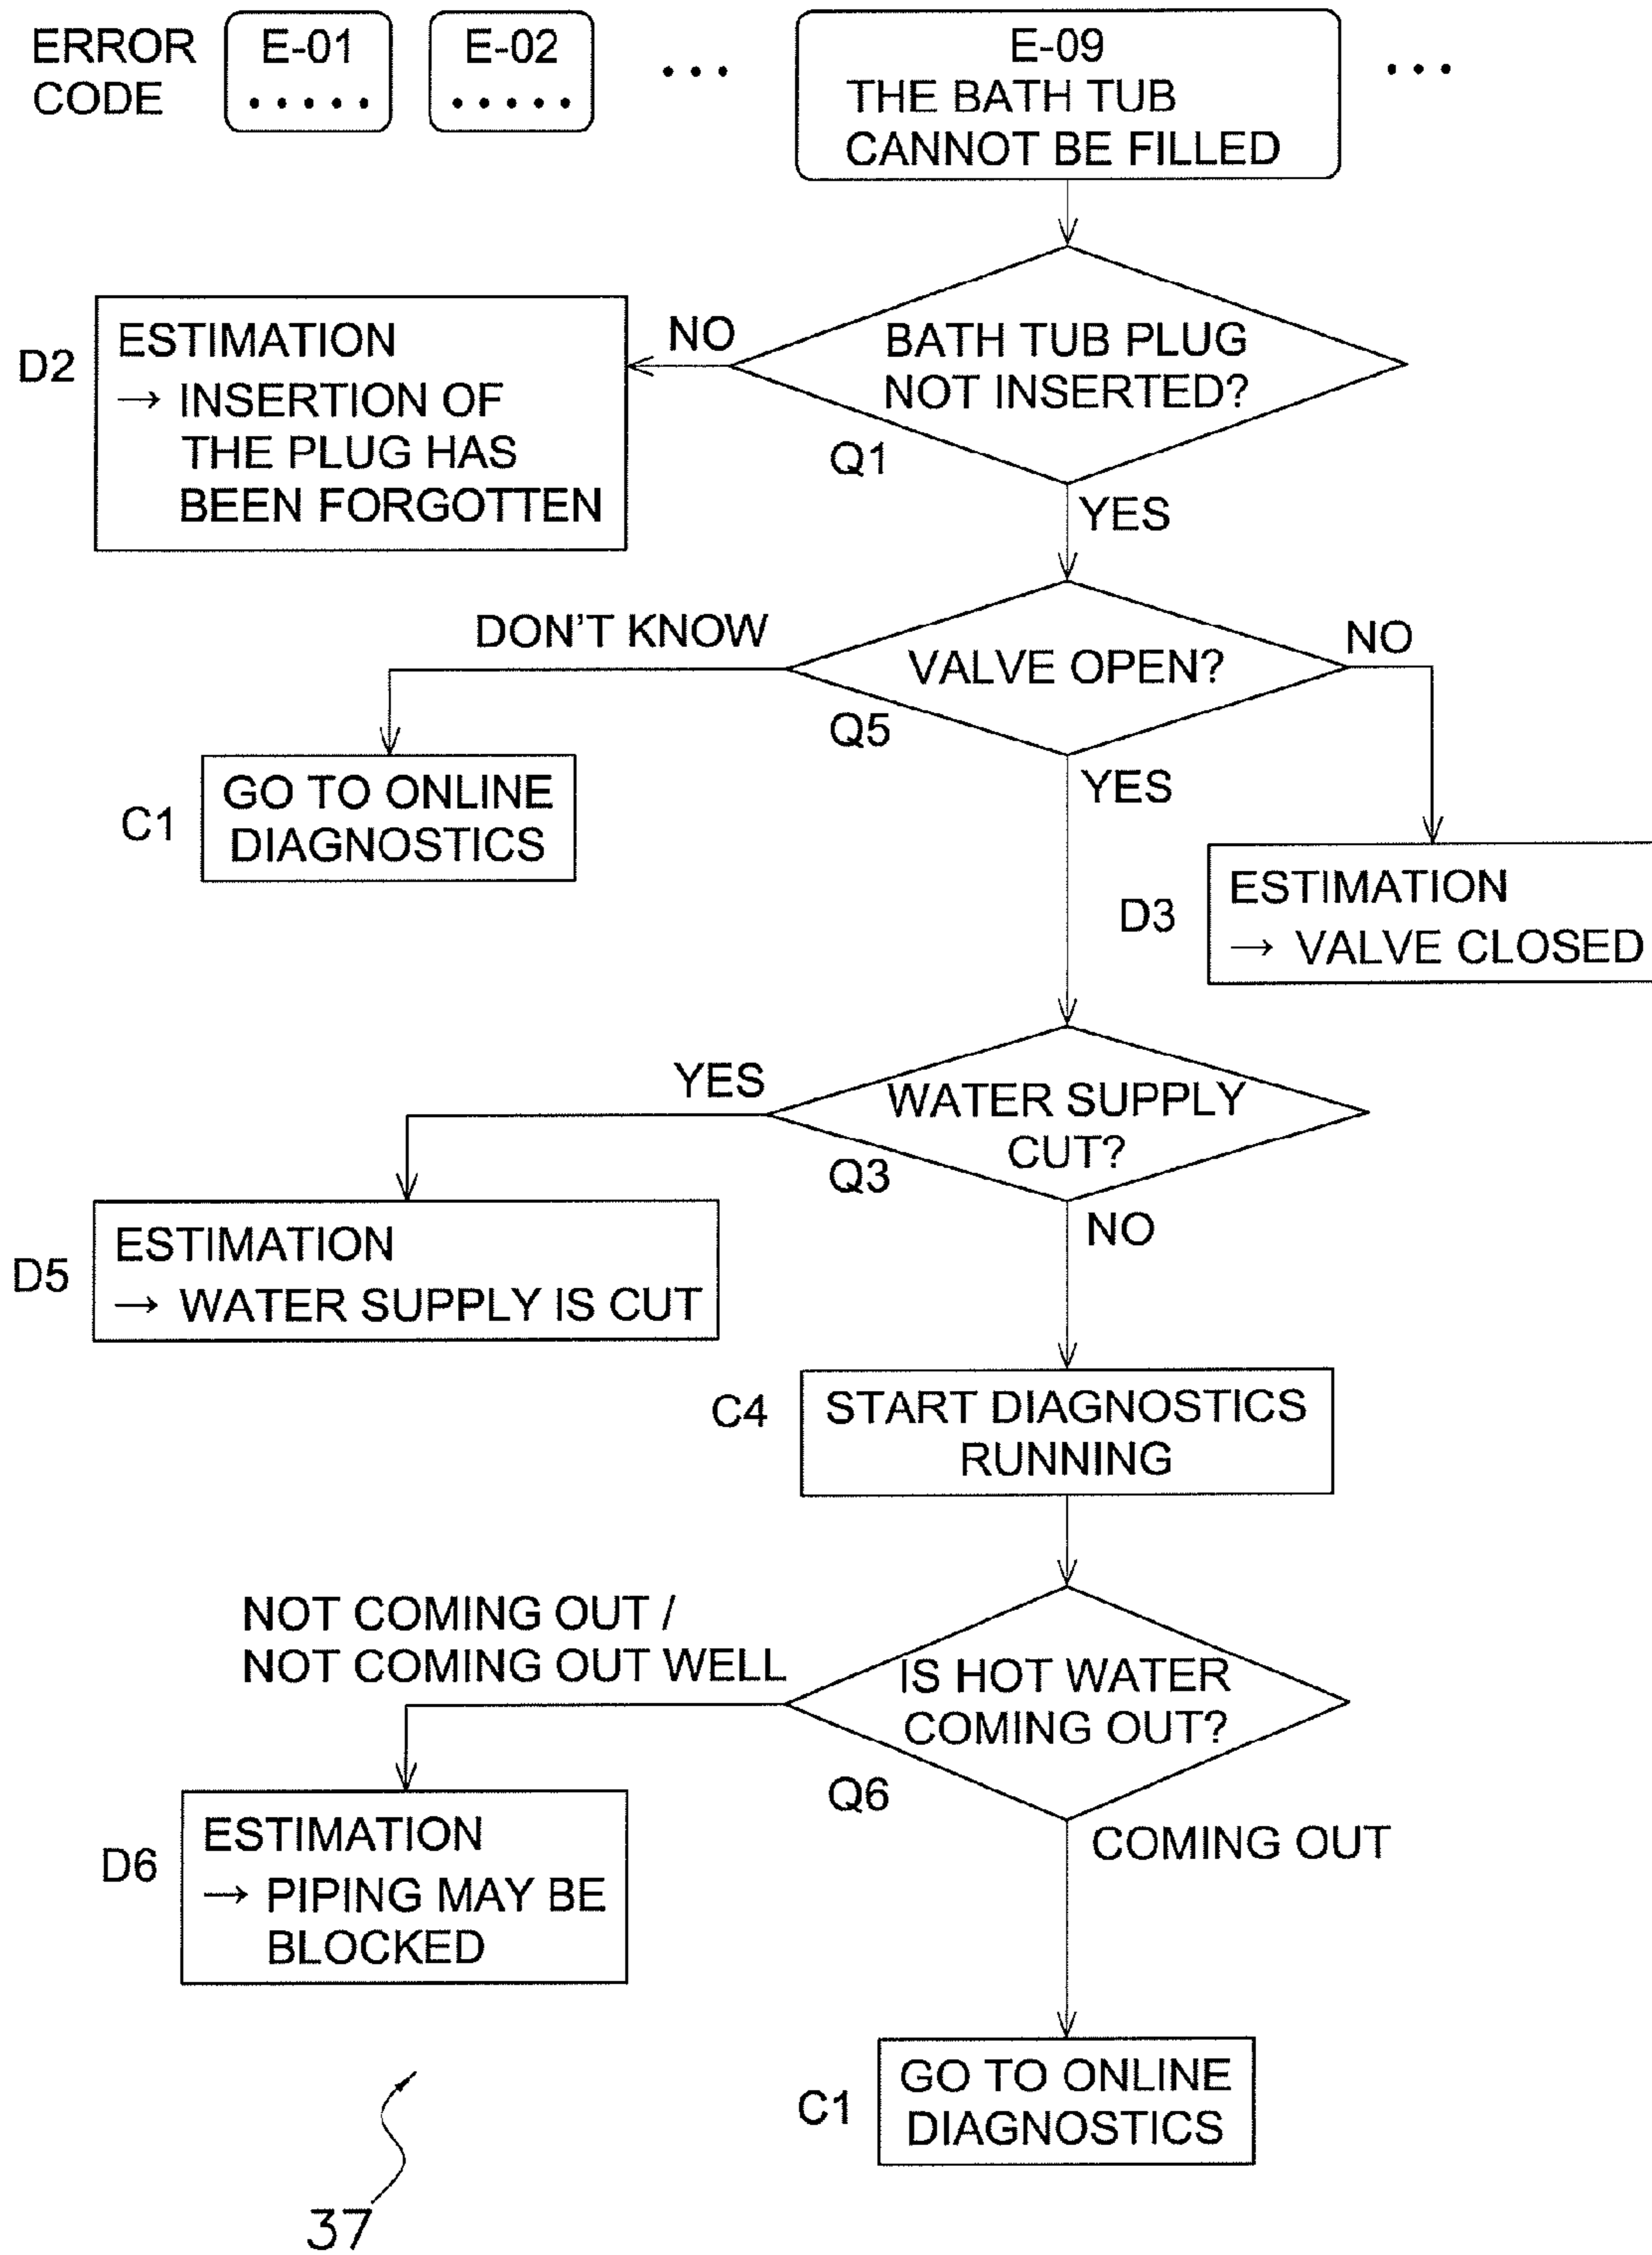 ERROR
CODE
E-01
.....
E-02
.....
...
E-09
THE BATH TUB
CANNOT BE FILLED
...
BATH TUB PLUG
NOT INSERTED?
Q1
NO
D2
ESTIMATION
→ INSERTION OF
THE PLUG HAS
BEEN FORGOTTEN
YES
VALVE OPEN?
Q5
DON'T KNOW
NO
C1
GO TO ONLINE
DIAGNOSTICS
YES
D3
ESTIMATION
→ VALVE CLOSED
WATER SUPPLY
CUT?
Q3
YES
D5
ESTIMATION
→ WATER SUPPLY IS CUT
NO
C4
START DIAGNOSTICS
RUNNING
NOT COMING OUT /
NOT COMING OUT WELL
IS HOT WATER
COMING OUT?
Q6
D6
ESTIMATION
→ PIPING MAY BE
BLOCKED
COMING OUT
C1
GO TO ONLINE
DIAGNOSTICS
37